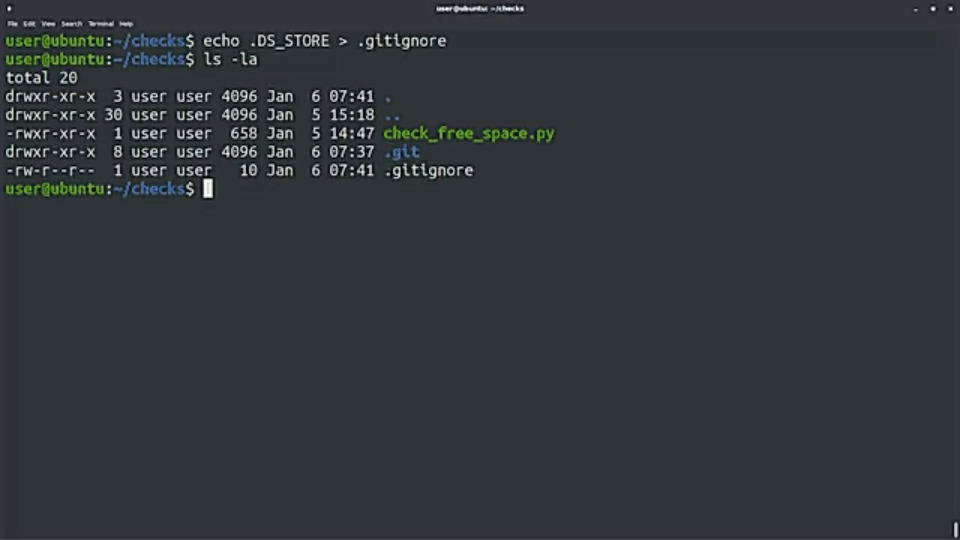 user@ubuntu: ~/checks
File Edit View Search Terminal Help
user@ubuntu:~/checks$ echo .DS_STORE > .gitignore
user@ubuntu:~/checks$ ls -la
total 20
drwxr-xr-x  3 user user 4096 Jan  6 07:41 .
drwxr-xr-x 30 user user 4096 Jan  5 15:18 ..
-rwxr-xr-x  1 user user  658 Jan  5 14:47 check_free_space.py
drwxr-xr-x  8 user user 4096 Jan  6 07:37 .git
-rw-r--r--  1 user user   10 Jan  6 07:41 .gitignore
user@ubuntu:~/checks$